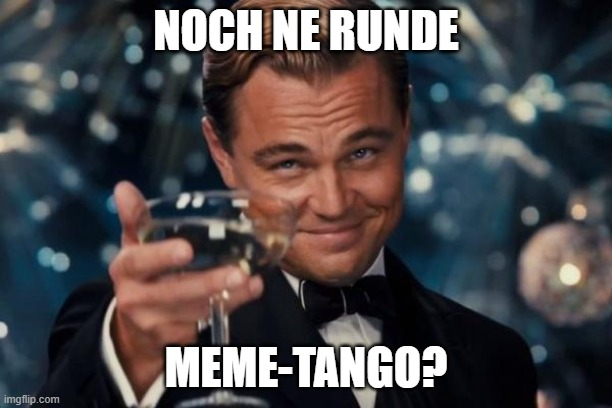 NOCH NE RUNDE
MEME-TANGO?
imgflip.com